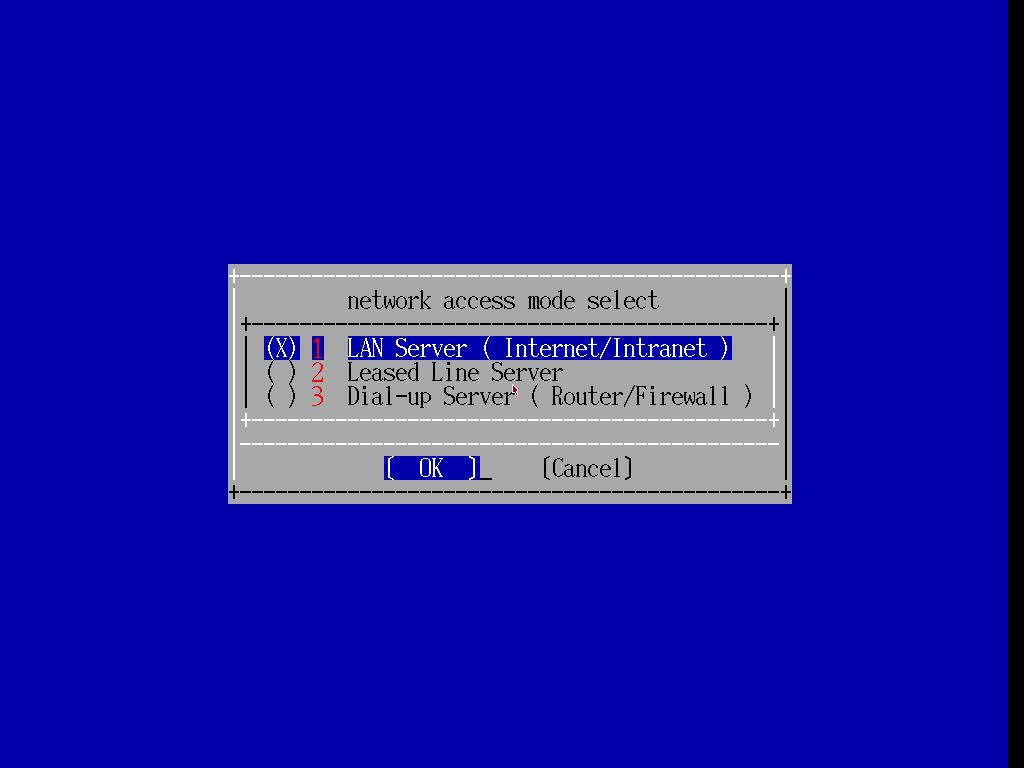 network access mode select
(X) 1 LAN Server ( Internet/Intranet )
( ) 2 Leased Line Server
( ) 3 Dial-up Server ( Router/Firewall )
[ OK ]_ [Cancel]